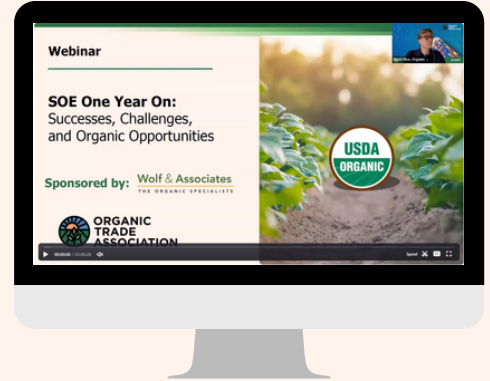 Webinar
SOE One Year On:
Successes, Challenges,
and Organic Opportunities
Sponsored by: Wolf & Associates
THE ORGANIC SPECIALISTS
ORGANIC
TRADE
ASSOCIATION
USDA
ORGANIC
Speed